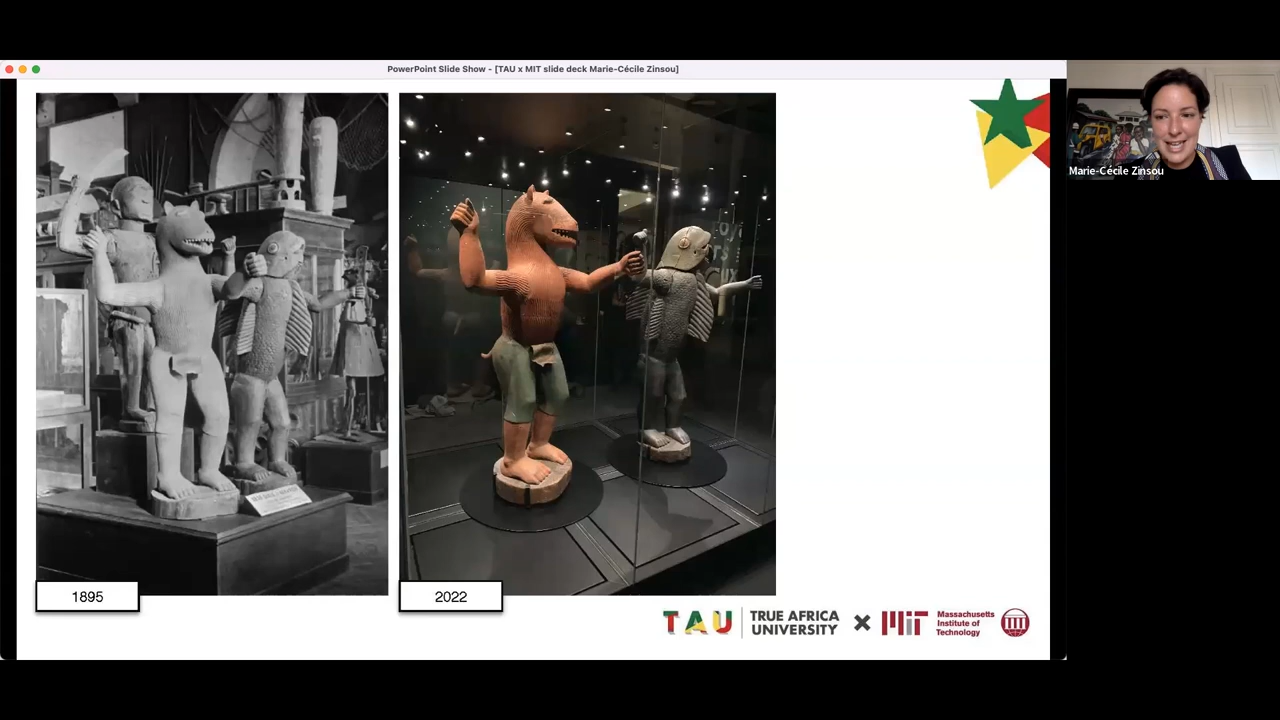 PowerPoint Slide Show - [TAU x MIT slide deck Marie-Cécile Zinsou]
Marie-Cécile Zinsou
1895
2022
TAU | TRUE AFRICA
UNIVERSITY
MIT
Massachusetts
Institute of
Technology